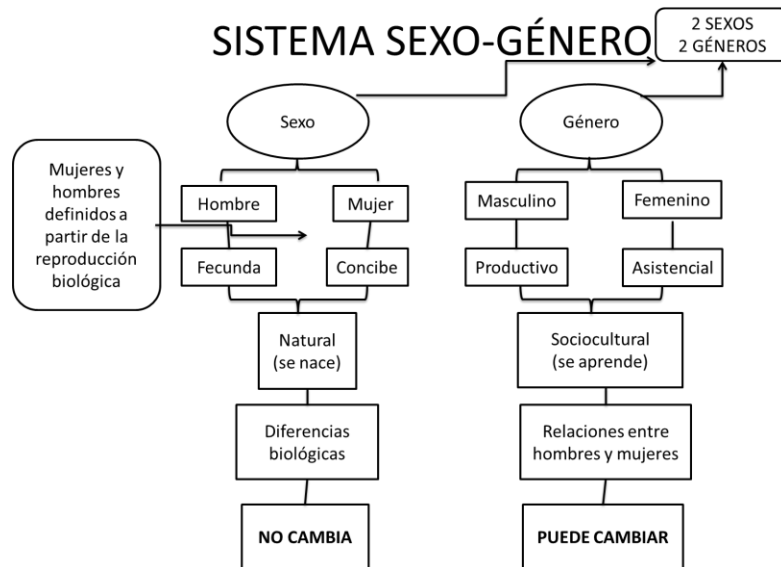 SISTEMA SEXO-GÉNERO
2 SEXOS
2 GÉNEROS
Sexo
Género
Mujeres y
hombres
definidos a
partir de la
reproducción
biológica
Hombre
Mujer
Masculino
Femenino
Fecunda
Concibe
Productivo
Asistencial
Natural
(se nace)
Sociocultural
(se aprende)
Diferencias
biológicas
Relaciones entre
hombres y mujeres
NO CAMBIA
PUEDE CAMBIAR